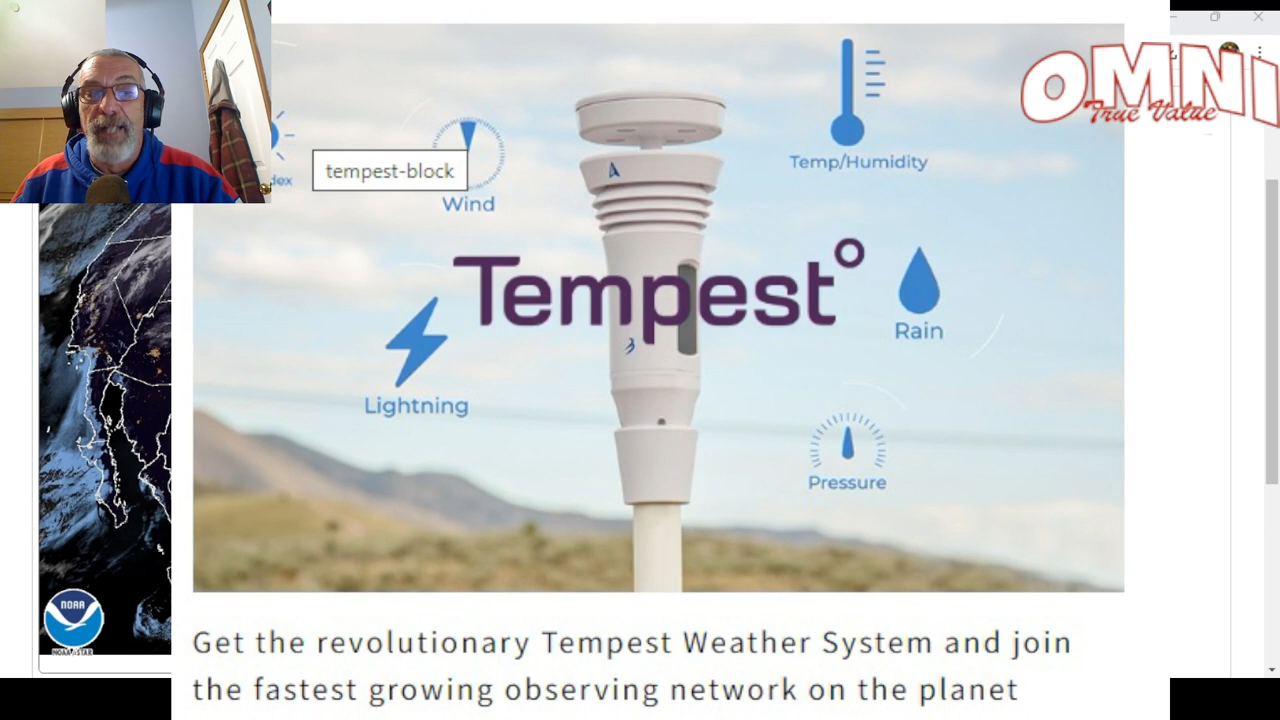 OMNI
True Value
Temp/Humidity
tempest-block
dex
Wind
Tempest°
Rain
Lightning
Pressure
NOAA
Get the revolutionary Tempest Weather System and join
the fastest growing observing network on the planet